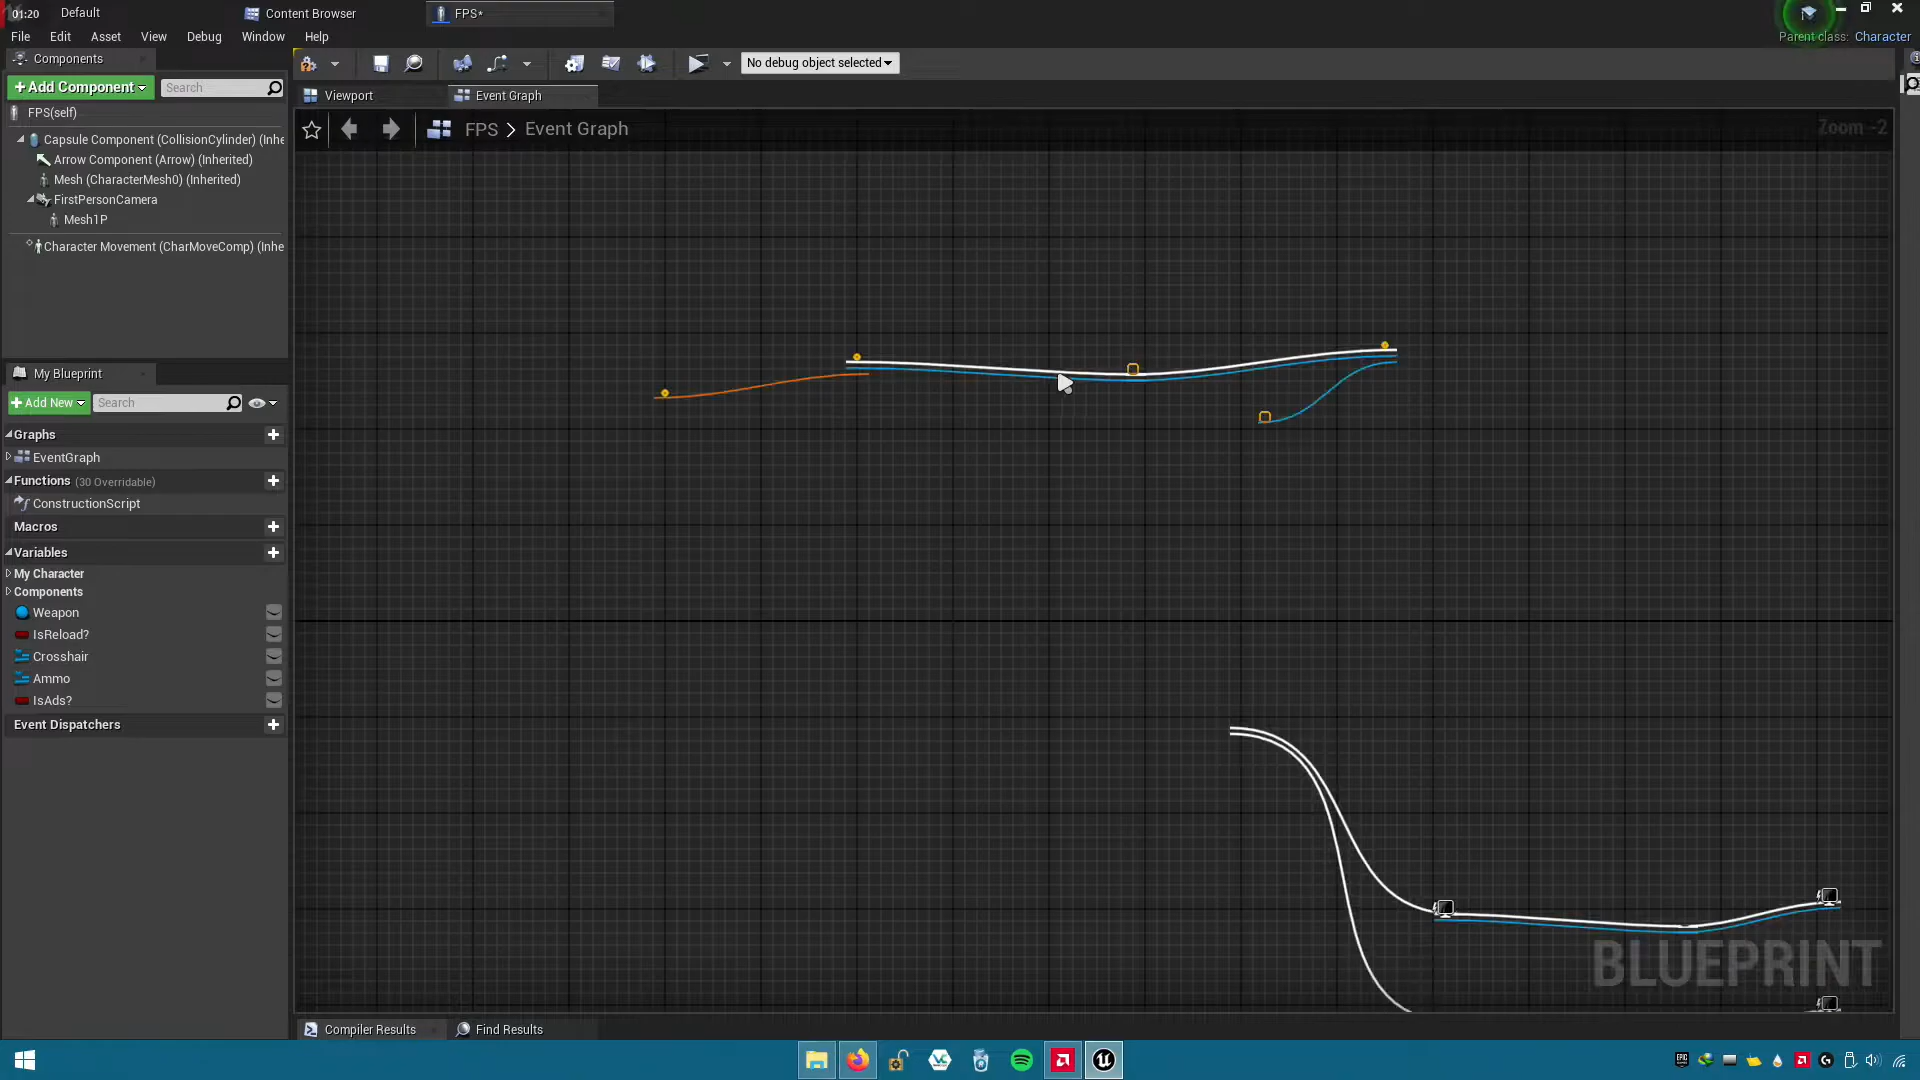 01:20
Default
Content Browser
FPS*
File Edit Asset View Debug Window Help
Parent class: Character
Components
Add Component
Search
No debug object selected
FPS(self)
Viewport
Event Graph
FPS > Event Graph
Zoom -2
Capsule Component (CollisionCylinder) (Inhe
Arrow Component (Arrow) (Inherited)
Mesh (CharacterMesh0) (Inherited)
FirstPersonCamera
Mesh1P
Character Movement (CharMoveComp) (Inhe
My Blueprint
Add New
Search
Graphs
EventGraph
Functions (30 Overridable)
ConstructionScript
Macros
Variables
My Character
Components
Weapon
IsReload?
Crosshair
Ammo
IsAds?
Event Dispatchers
BLUEPRINT
Compiler Results
Find Results